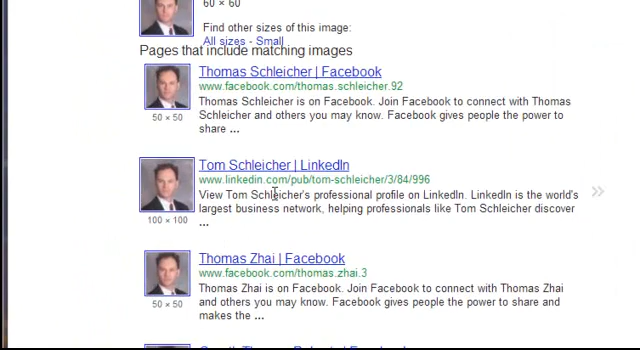 60 × 60
Find other sizes of this image:
All sizes - Small
Pages that include matching images
Thomas Schleicher | Facebook
www.facebook.com/thomas.schleicher.92
Thomas Schleicher is on Facebook. Join Facebook to connect with Thomas
Schleicher and others you may know. Facebook gives people the power to
50 × 50
share ...
Tom Schleicher | LinkedIn
www.linkedin.com/pub/tom-schleicher/3/84/996
View Tom Schleicher's professional profile on LinkedIn. LinkedIn is the world's
largest business network, helping professionals like Tom Schleicher discover
100 × 100
...
Thomas Zhai | Facebook
www.facebook.com/thomas.zhai.3
Thomas Zhai is on Facebook. Join Facebook to connect with Thomas Zhai
and others you may know. Facebook gives people the power to share and
50 × 50
makes the ...